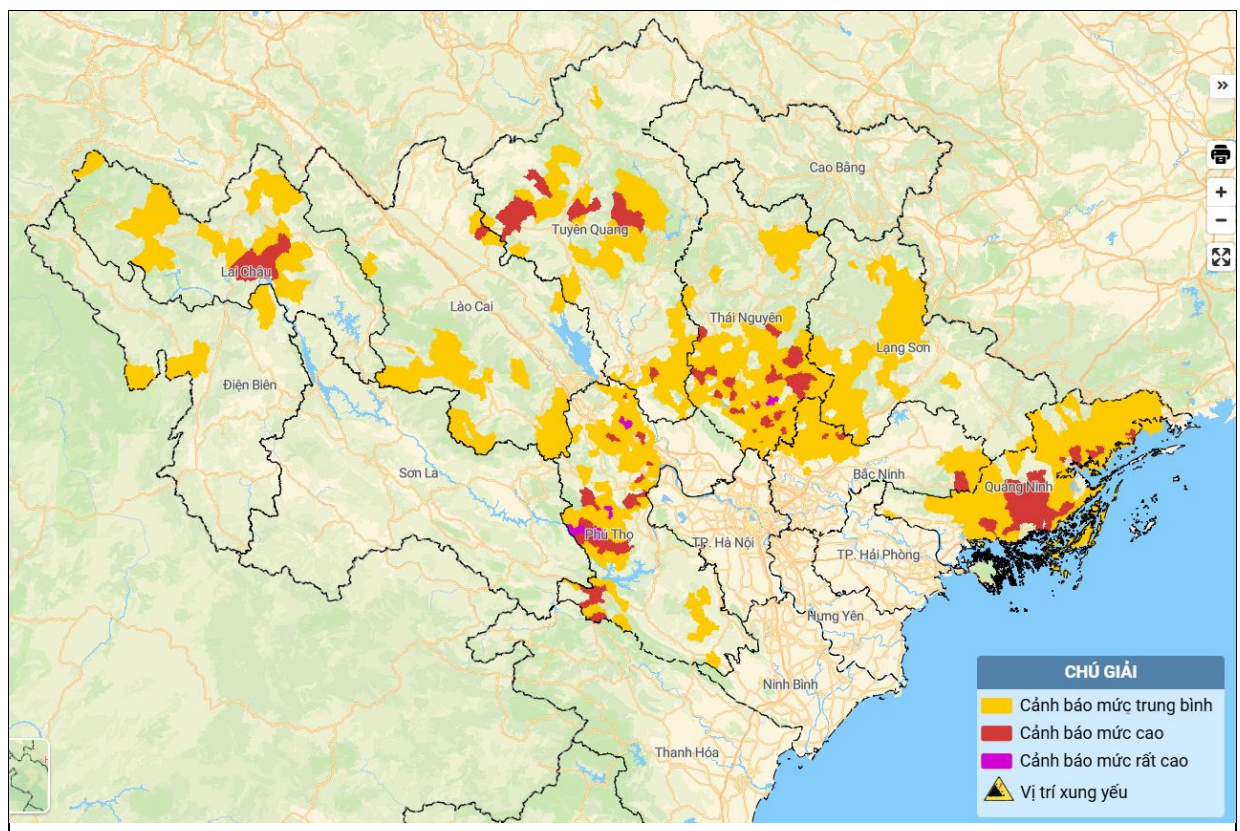 Cao Bằng
Tuyên Quang
Lai Châu
Lào Cai
Thái Nguyên
Lạng Sơn
Điện Biên
Sơn La
Bắc Ninh
Quảng Ninh
Phú Thọ
TP. Hà Nội
TP. Hải Phòng
Hưng Yên
Ninh Bình
Thanh Hóa
CHÚ GIẢI
Cảnh báo mức trung bình
Cảnh báo mức cao
Cảnh báo mức rất cao
Vị trí xung yếu
»
+
−